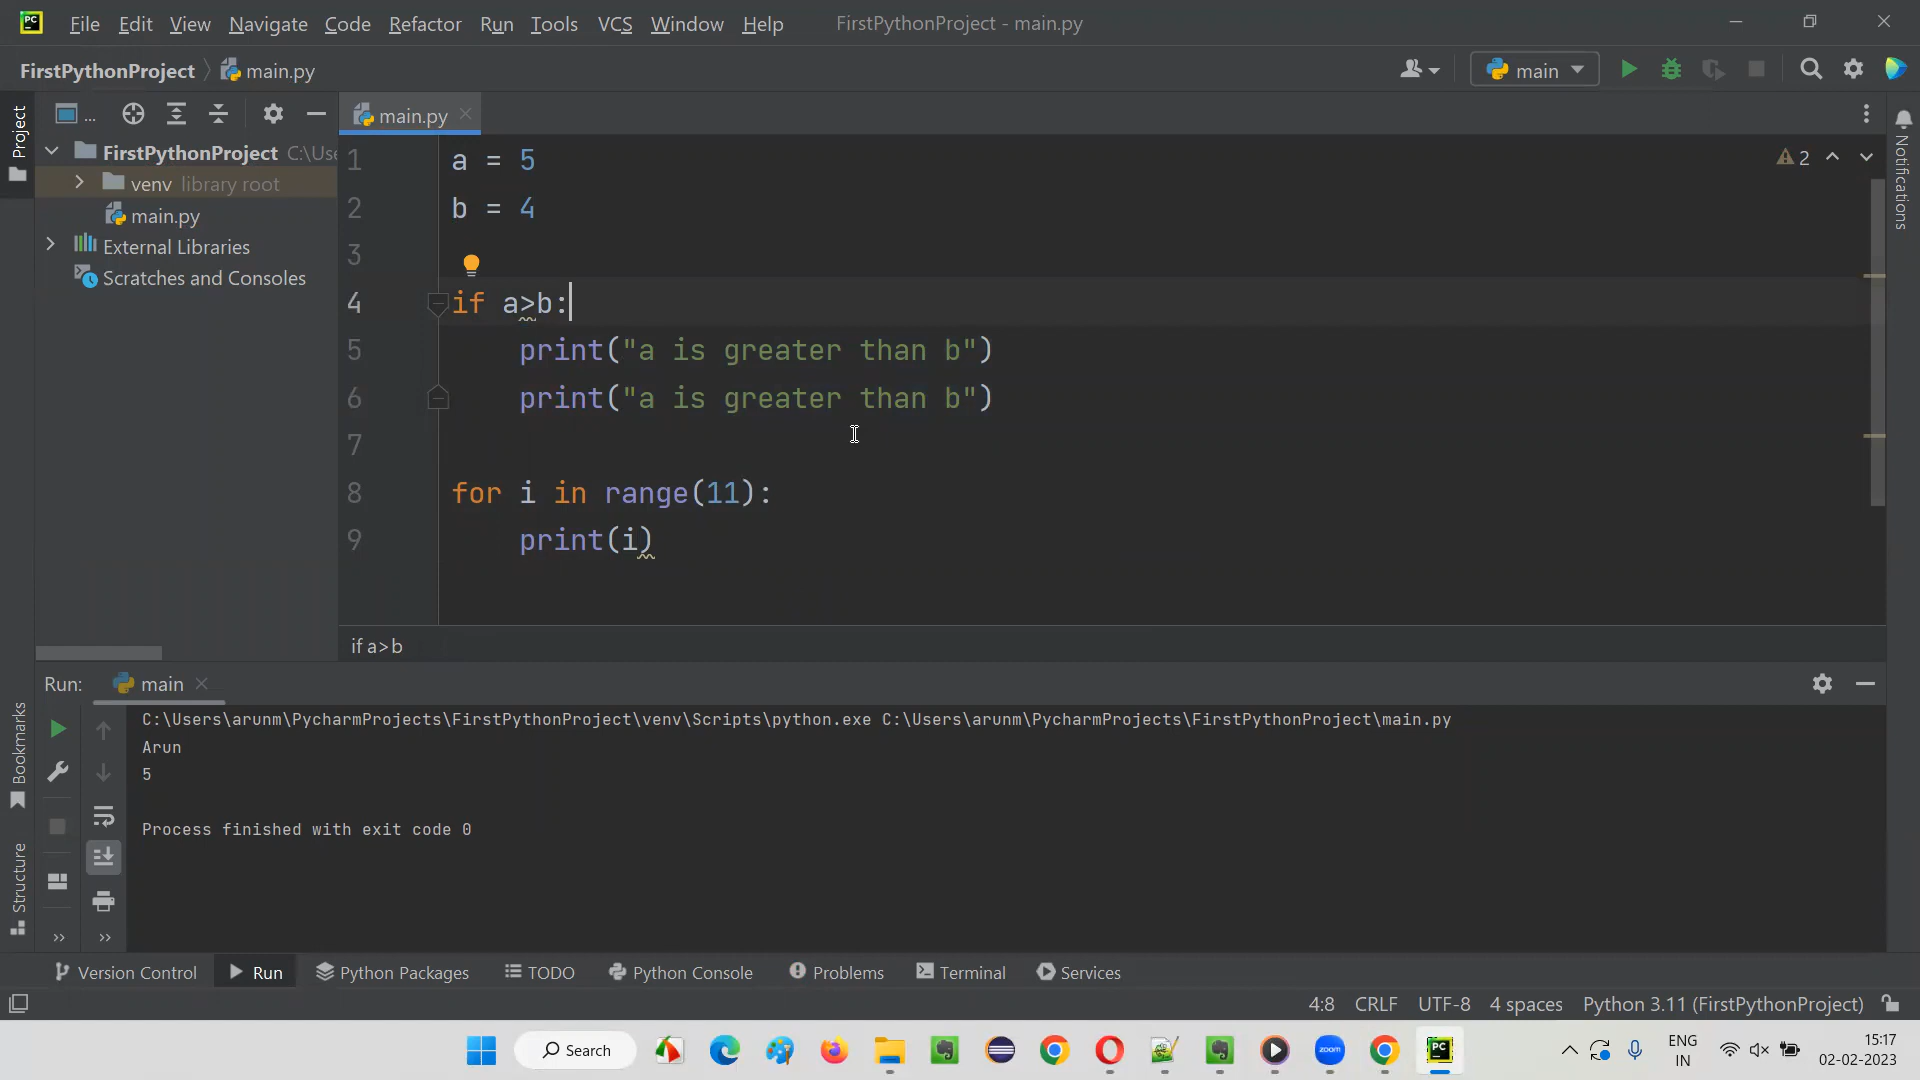 File Edit View Navigate Code Refactor Run Tools VCS Window Help FirstPythonProject - main.py
FirstPythonProject main.py main
Project
...
main.py
Notifications
FirstPythonProject C:\Use
venv library root
main.py
External Libraries
Scratches and Consoles
2
1 a = 5
2 b = 4
3
4 if a>b:
5 print("a is greater than b")
6 print("a is greater than b")
7
8 for i in range(11):
9 print(i)
if a>b
Run: main
C:\Users\arunm\PycharmProjects\FirstPythonProject\venv\Scripts\python.exe C:\Users\arunm\PycharmProjects\FirstPythonProject\main.py
Arun
5
Process finished with exit code 0
Bookmarks
Structure
Version Control Run Python Packages TODO Python Console Problems Terminal Services
4:8 CRLF UTF-8 4 spaces Python 3.11 (FirstPythonProject)
Search
zoom
PC
ENG
IN
15:17
02-02-2023